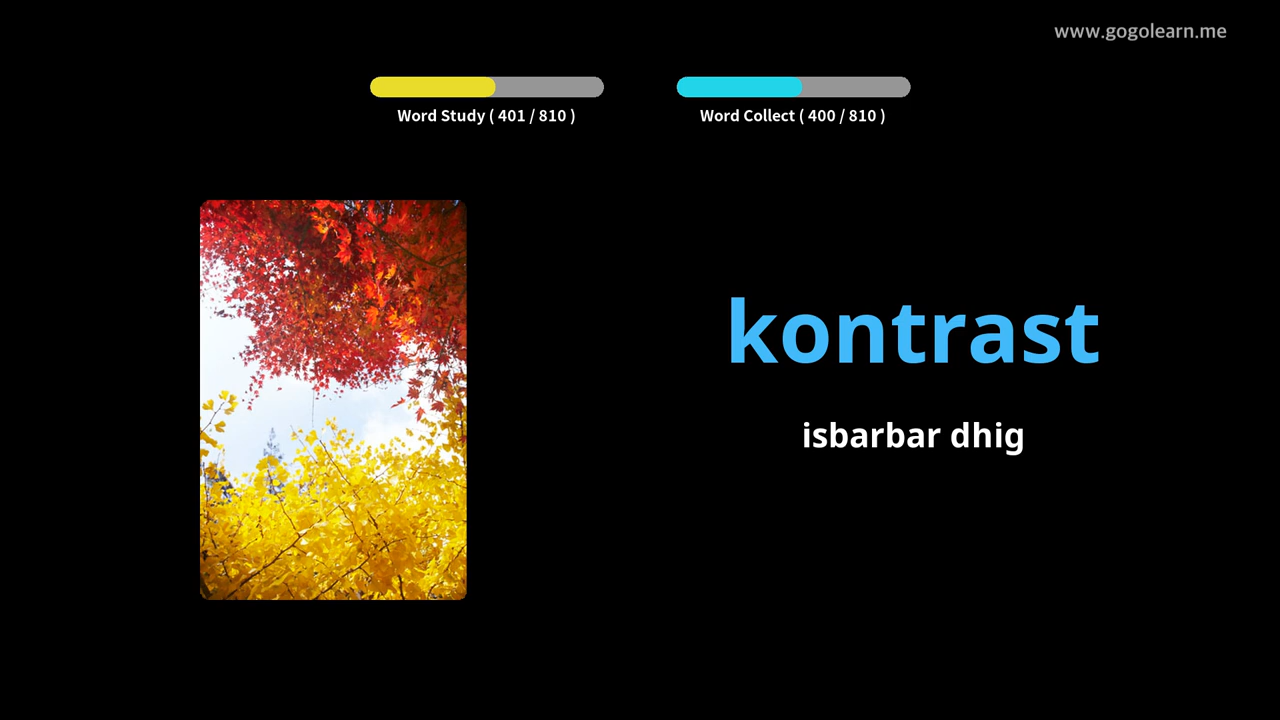 www.gogolearn.me
Word Study ( 401 / 810 )
Word Collect ( 400 / 810 )
kontrast
isbarbar dhig